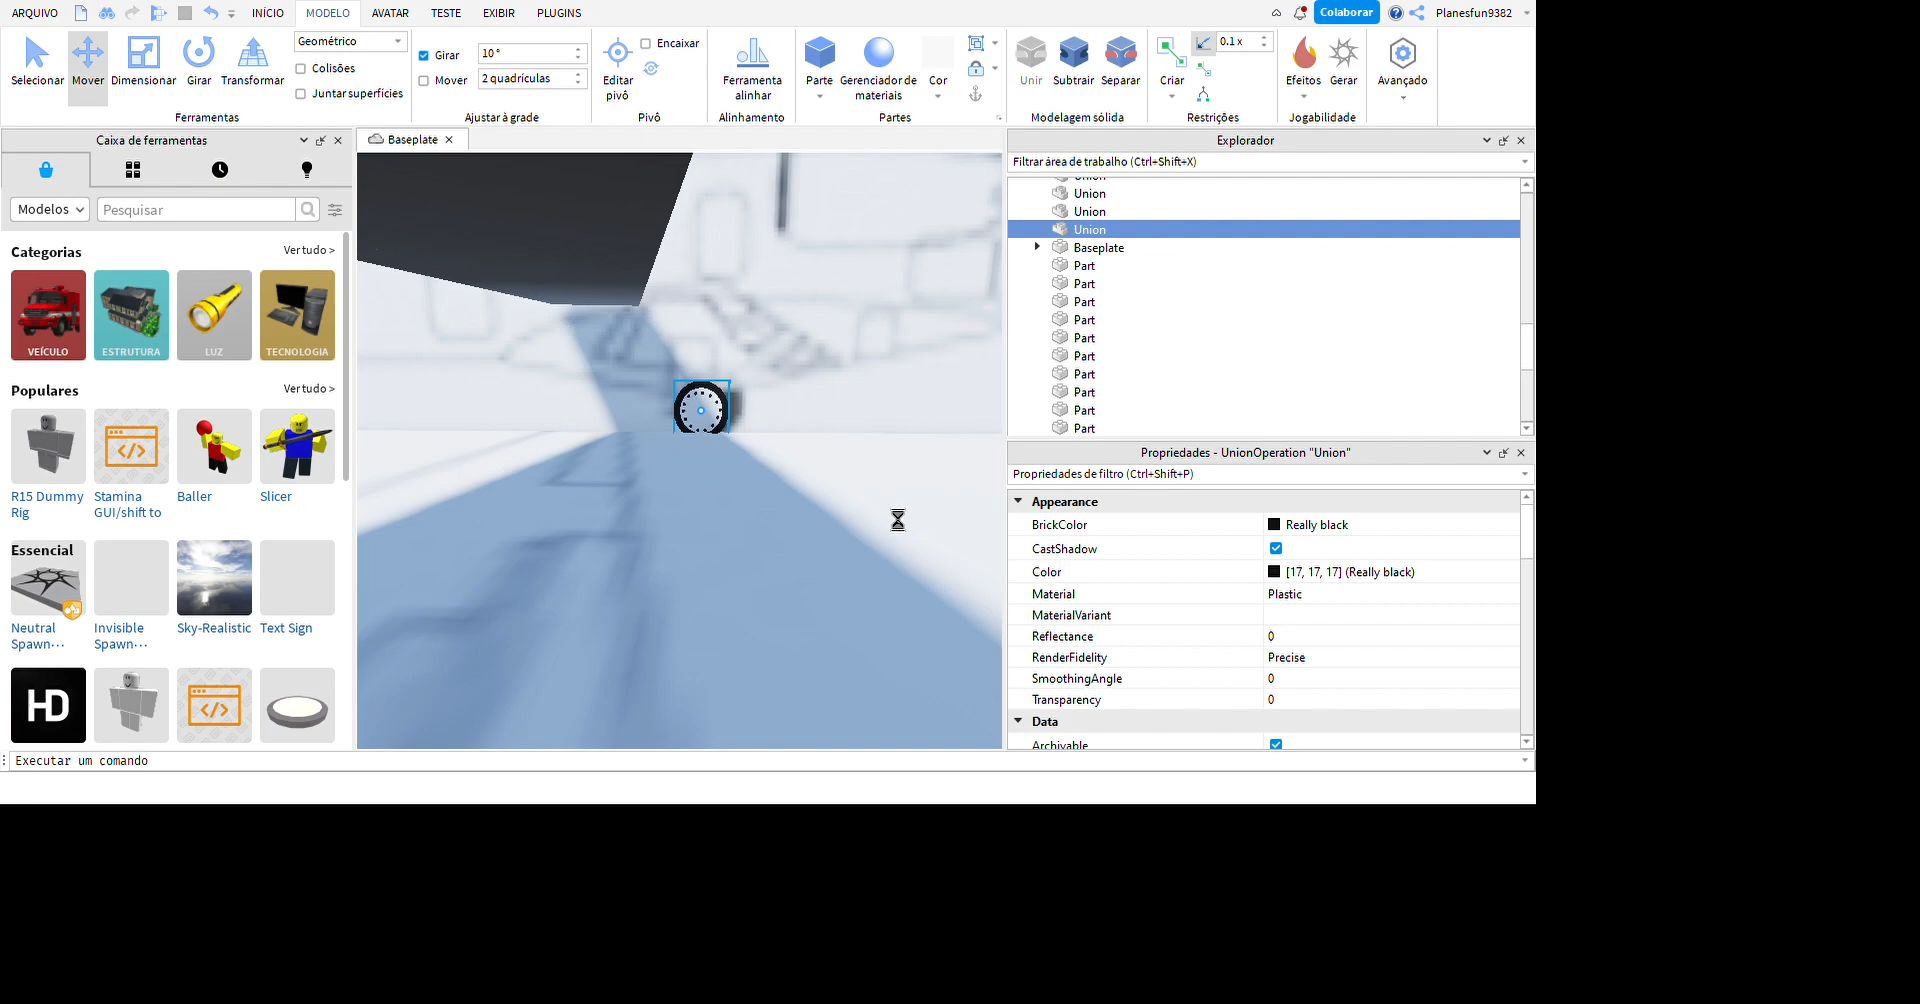 ARQUIVO INÍCIO MODELO AVATAR TESTE EXIBIR PLUGINS Colaborar Planesfun9382
Selecionar Mover Dimensionar Girar Transformar
Geométrico
Colisões
Juntar superfícies
Ferramentas
Girar 10 °
Mover 2 quadrículas
Ajustar à grade
Editar
pivô
Encaixar
Pivô
Ferramenta
alinhar
Alinhamento
Parte
Gerenciador de
materiais
Cor
Partes
Unir Subtrair Separar
Modelagem sólida
Criar
0.1 x
Restrições
Efeitos Gerar
Jogabilidade
Avançado
Caixa de ferramentas
Modelos Pesquisar
Categorias Ver tudo >
VEÍCULO ESTRUTURA LUZ TECNOLOGIA
Populares Ver tudo >
R15 Dummy
Rig
Stamina
GUI/shift to
Baller
Slicer
Essencial
Neutral
Spawn···
Invisible
Spawn···
Sky-Realistic
Text Sign
HD
Baseplate
Explorador
Filtrar área de trabalho (Ctrl+Shift+X)
Union
Union
Union
Union
Baseplate
Part
Part
Part
Part
Part
Part
Part
Part
Part
Part
Propriedades - UnionOperation "Union"
Propriedades de filtro (Ctrl+Shift+P)
Appearance
BrickColor Really black
CastShadow
Color [17, 17, 17] (Really black)
Material Plastic
MaterialVariant
Reflectance 0
RenderFidelity Precise
SmoothingAngle 0
Transparency 0
Data
Archivable
Executar um comando